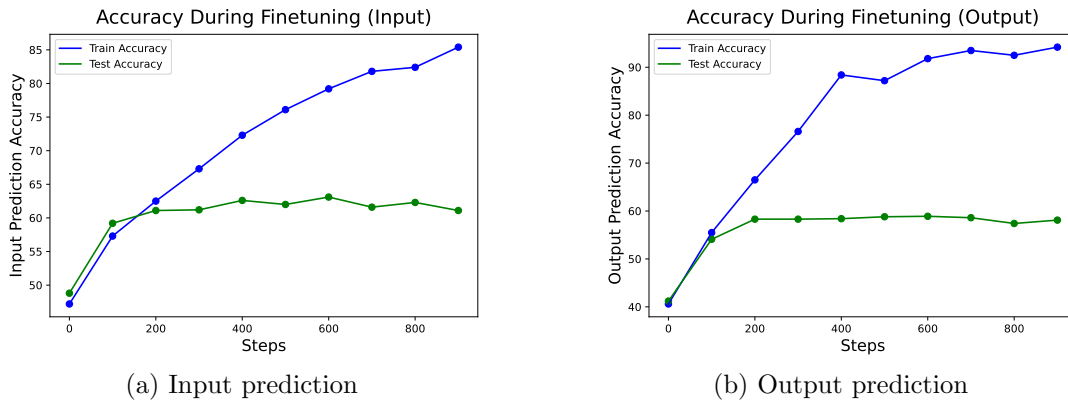 Accuracy During Finetuning (Input)
Train Accuracy
Test Accuracy
Input Prediction Accuracy
85
80
75
70
65
60
55
50
0
200
400
600
800
Steps
(a) Input prediction
Accuracy During Finetuning (Output)
Train Accuracy
Test Accuracy
Output Prediction Accuracy
90
80
70
60
50
40
0
200
400
600
800
Steps
(b) Output prediction